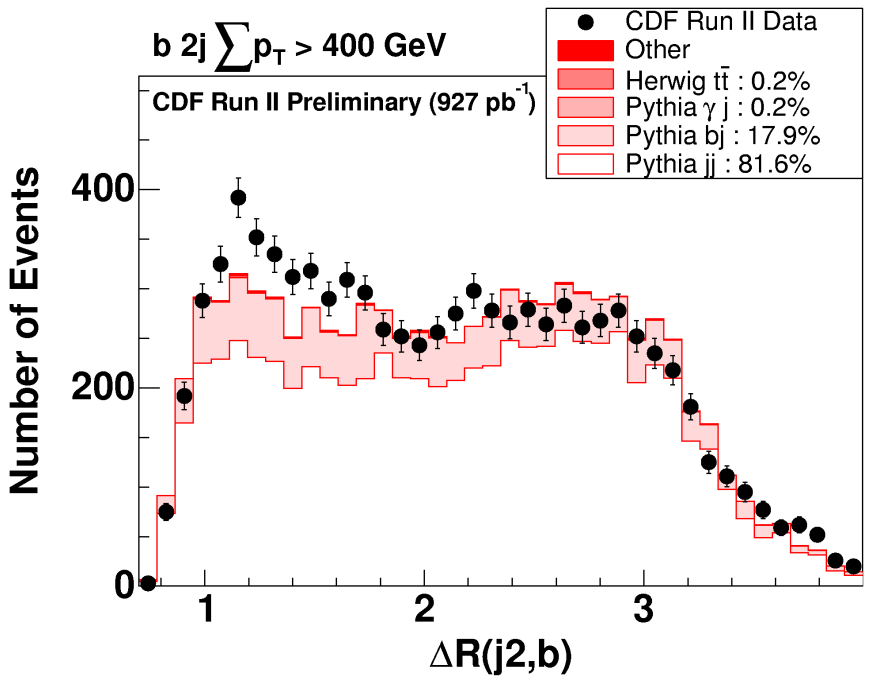 b 2j ∑p_T > 400 GeV
CDF Run II Preliminary (927 pb⁻¹)
CDF Run II Data
Other
Herwig tt̄ : 0.2%
Pythia γ j : 0.2%
Pythia bj : 17.9%
Pythia jj : 81.6%
Number of Events
400
200
0
1 2 3
ΔR(j2,b)